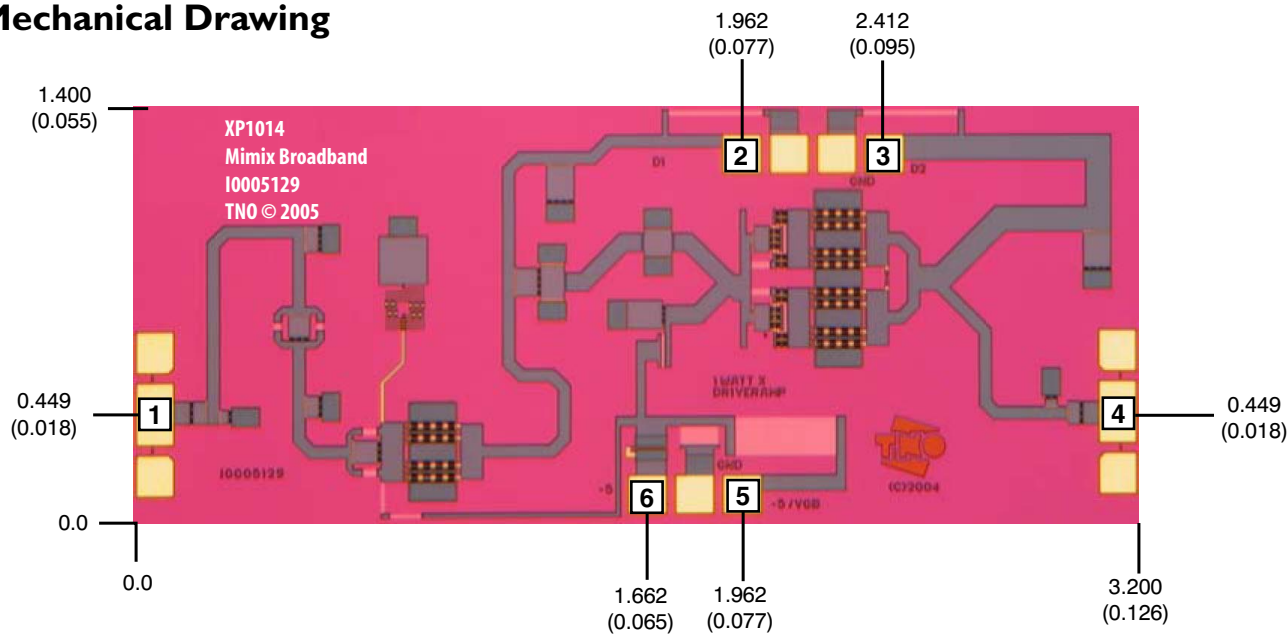 Mechanical Drawing
1.962
(0.077)
2.412
(0.095)
1.400
(0.055)
XP1014
Mimix Broadband
I0005129
TNO © 2005
2
3
D1
D2
GND
0.449
(0.018)
1
1 WATT X
DRIVERAMP
4
0.449
(0.018)
I0005129
TNO
GND
-5
6
5
-5/VGB
(C)2004
0.0
0.0
1.662
(0.065)
1.962
(0.077)
3.200
(0.126)